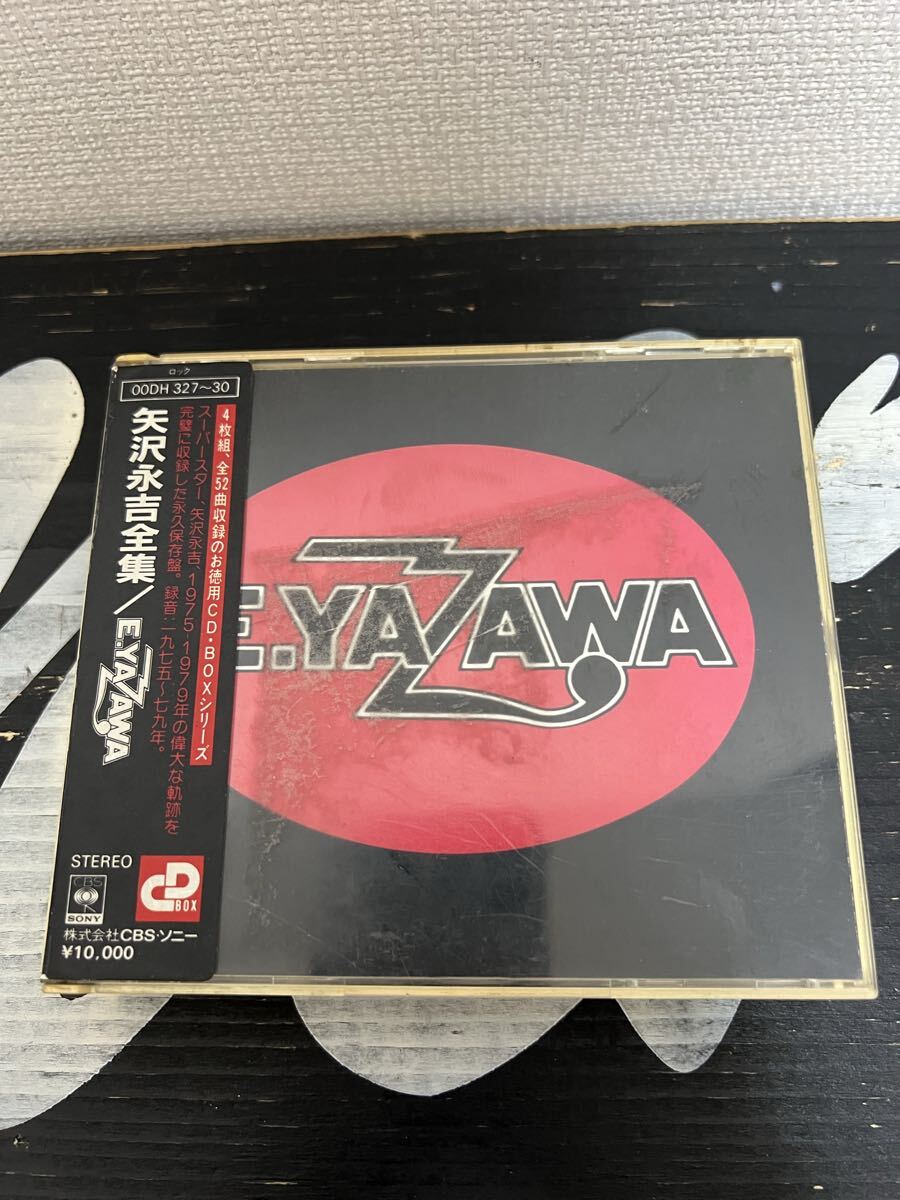 ロック
00DH 327～30
4枚組、全52曲収録のお徳用CD・BOXシリーズ
スーパースター、矢沢永吉、1975-1979年の偉大な軌跡を
完璧に収録した永久保存盤。録音:一九七五～七九年。
矢沢永吉全集/E.YAZAWA
E.YAZAWA
STEREO
CBS
SONY
CD
BOX
株式会社CBS・ソニー
¥10,000